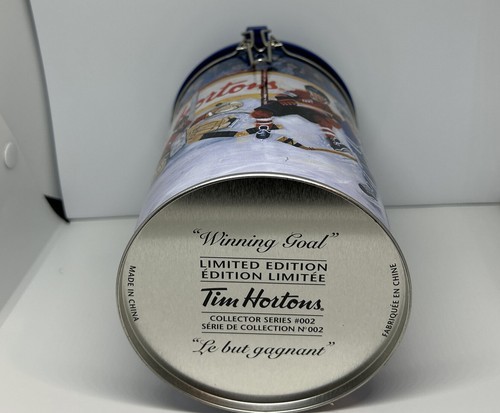 Hortons
"Winning Goal"
LIMITED EDITION
ÉDITION LIMITÉE
Tim Hortons.
COLLECTOR SERIES #002
SÉRIE DE COLLECTION N° 002
"Le but gagnant"
MADE IN CHINA
FABRIQUÉE EN CHINE